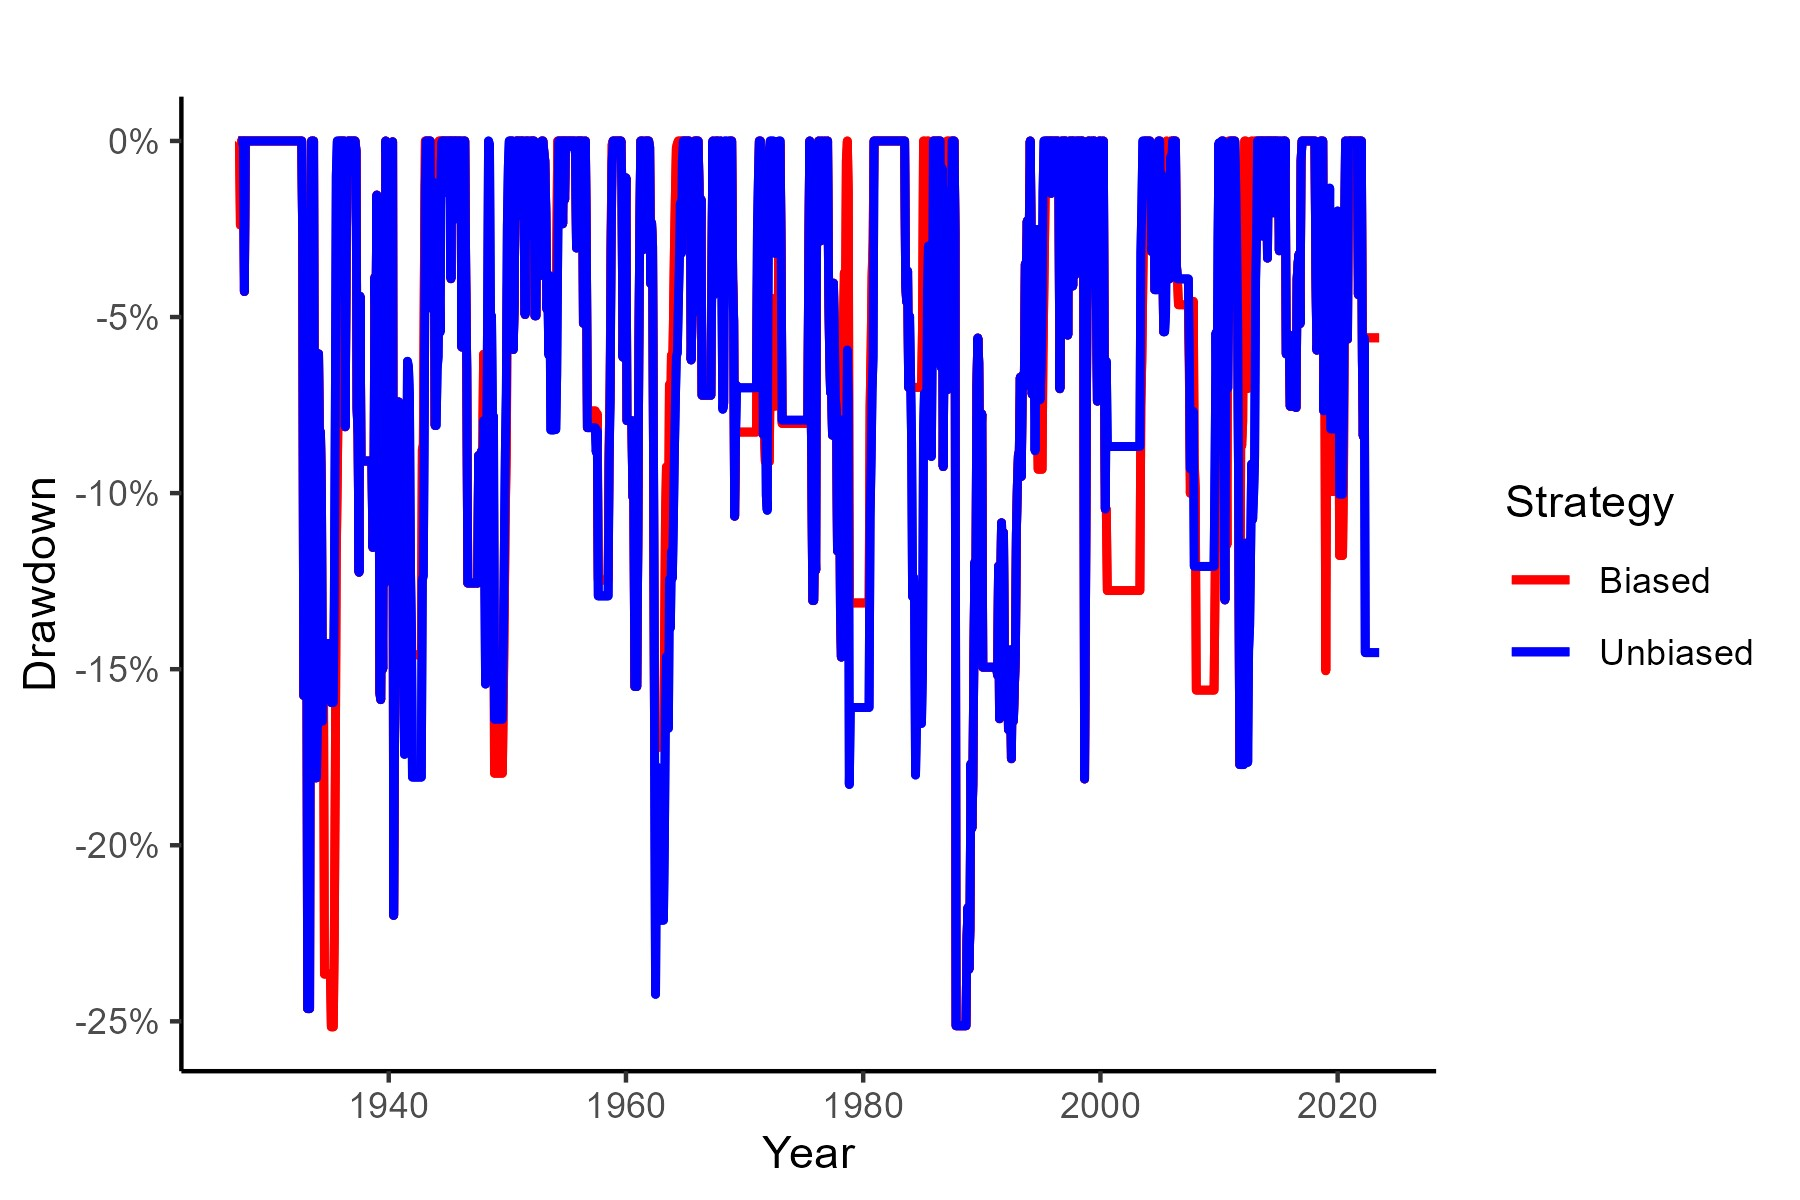 0%
-5%
-10%
-15%
-20%
-25%
Drawdown
1940
1960
1980
2000
2020
Year
Strategy
Biased
Unbiased